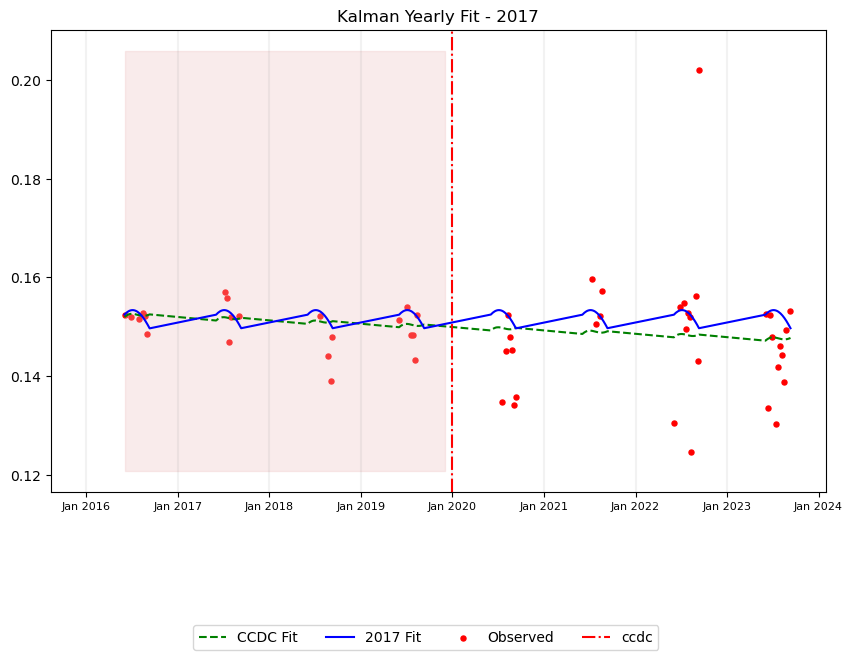 Kalman Yearly Fit - 2017
0.20
0.18
0.16
0.14
0.12
Jan 2016 Jan 2017 Jan 2018 Jan 2019 Jan 2020 Jan 2021 Jan 2022 Jan 2023 Jan 2024
CCDC Fit 2017 Fit Observed ccdc